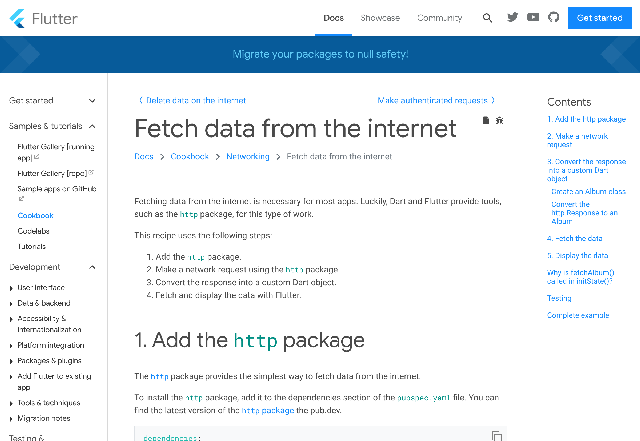 Flutter
Docs
Showcase
Community
Get started
Migrate your packages to null safety!
Get started
Samples & tutorials
Flutter Gallery [running app]
Flutter Gallery [repo]
Sample apps on GitHub
Cookbook
Codelabs
Tutorials
Development
User interface
Data & backend
Accessibility &
internationalization
Platform integration
Packages & plugins
Add Flutter to existing
app
Tools & techniques
Migration notes
Testing &
Delete data on the internet
Make authenticated requests
Fetch data from the internet
Docs
Cookbook
Networking
Fetch data from the internet
Fetching data from the internet is necessary for most apps. Luckily, Dart and Flutter provide tools,
such as the http package, for this type of work.
This recipe uses the following steps:
1. Add the http package.
2. Make a network request using the http package.
3. Convert the response into a custom Dart object.
4. Fetch and display the data with Flutter.
1. Add the http package
The http package provides the simplest way to fetch data from the internet.
To install the http package, add it to the dependencies section of the pubspec.yaml file. You can
find the latest version of the http package the pub.dev.
dependencies:
Contents
1. Add the http package
2. Make a network
request
3. Convert the response
into a custom Dart
object
Create an Album class
Convert the
http.Response to an
Album
4. Fetch the data
5. Display the data
Why is fetchAlbum()
called in initState()?
Testing
Complete example